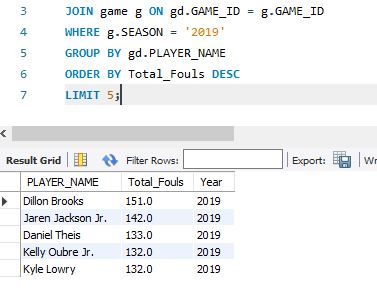 3 JOIN game g ON gd.GAME_ID = g.GAME_ID
4 WHERE g.SEASON = '2019'
5 GROUP BY gd.PLAYER_NAME
6 ORDER BY Total_Fouls DESC
7 LIMIT 5;
Result Grid Filter Rows: Export: Wr
PLAYER_NAME Total_Fouls Year
Dillon Brooks 151.0 2019
Jaren Jackson Jr. 142.0 2019
Daniel Theis 133.0 2019
Kelly Oubre Jr. 132.0 2019
Kyle Lowry 132.0 2019